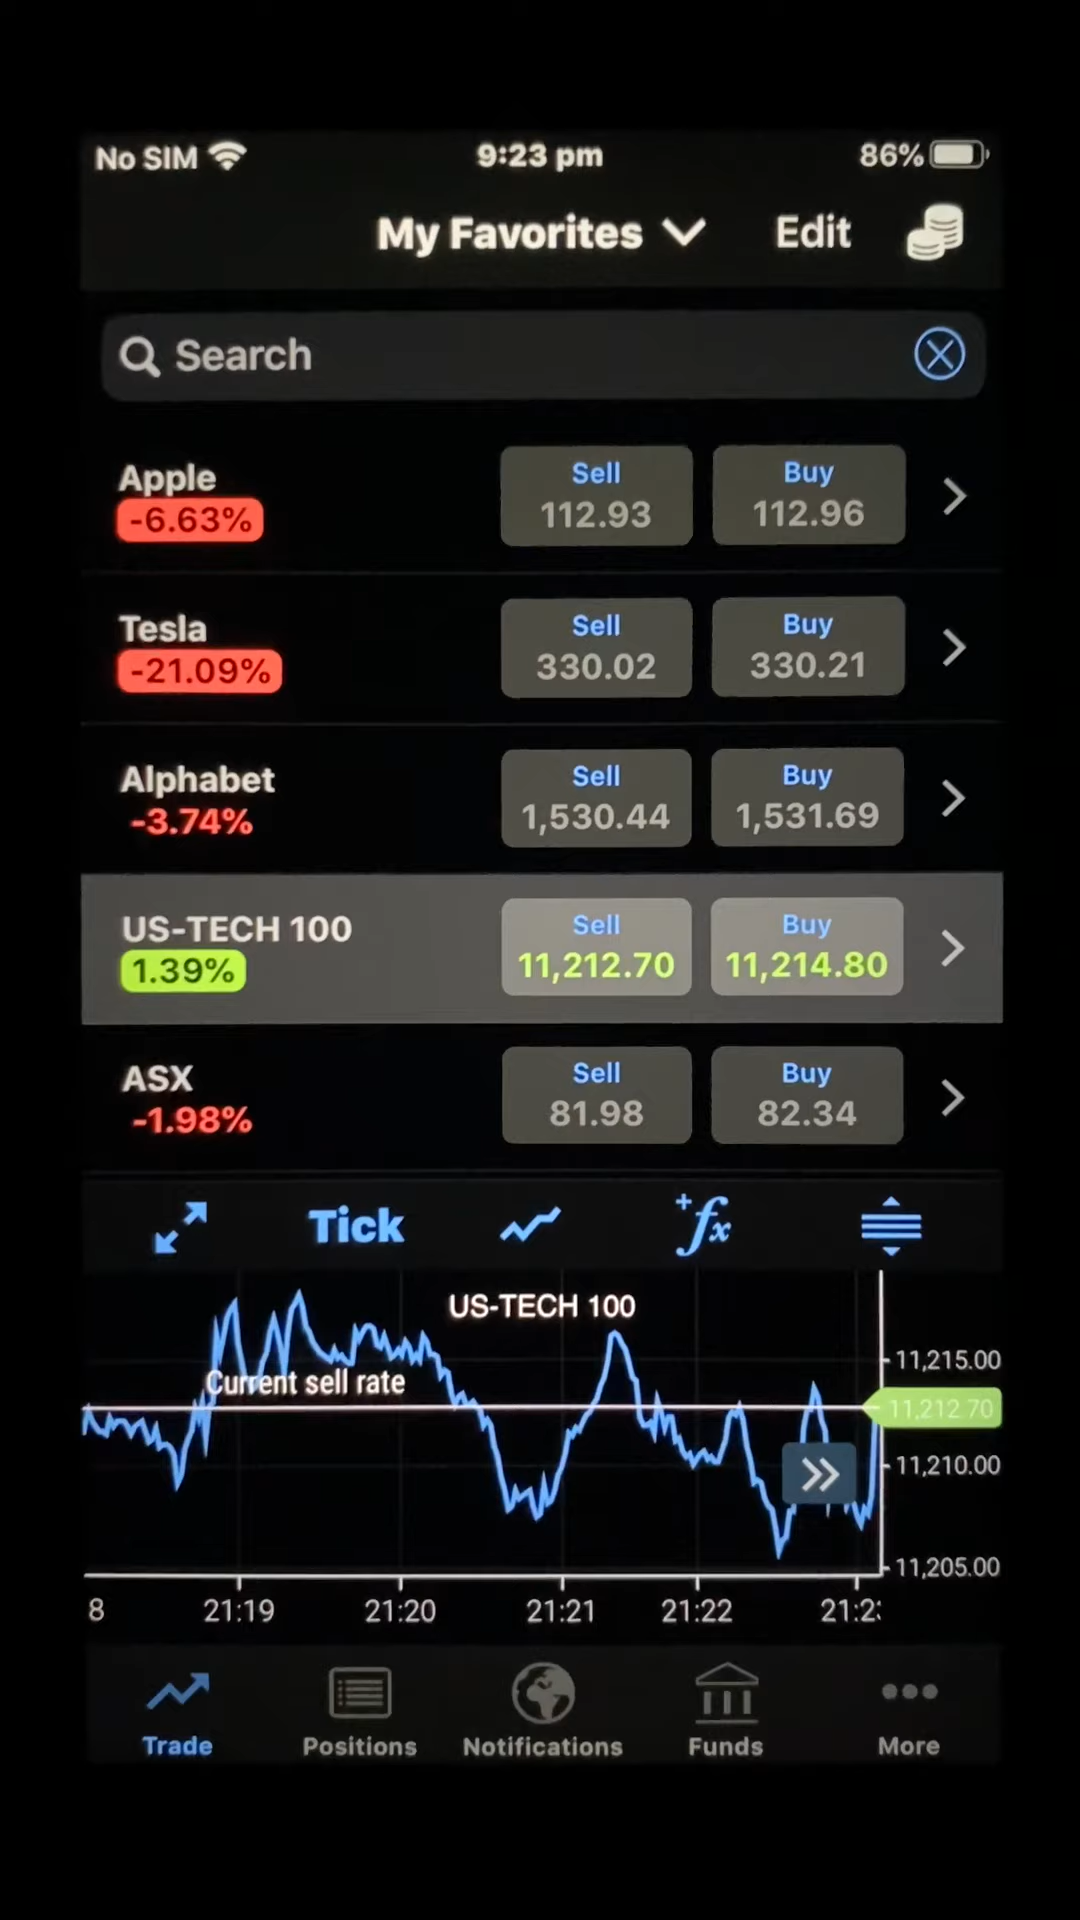 No SIM 9:23 pm 86%
My Favorites Edit
Search
Apple
-6.63%
Sell
112.93
Buy
112.96
Tesla
-21.09%
Sell
330.02
Buy
330.21
Alphabet
-3.74%
Sell
1,530.44
Buy
1,531.69
US-TECH 100
1.39%
Sell
11,212.70
Buy
11,214.80
ASX
-1.98%
Sell
81.98
Buy
82.34
Tick +fx
US-TECH 100
11,215.00
Current sell rate
11,212.70
11,210.00
11,205.00
8 21:19 21:20 21:21 21:22 21:2
Trade Positions Notifications Funds More